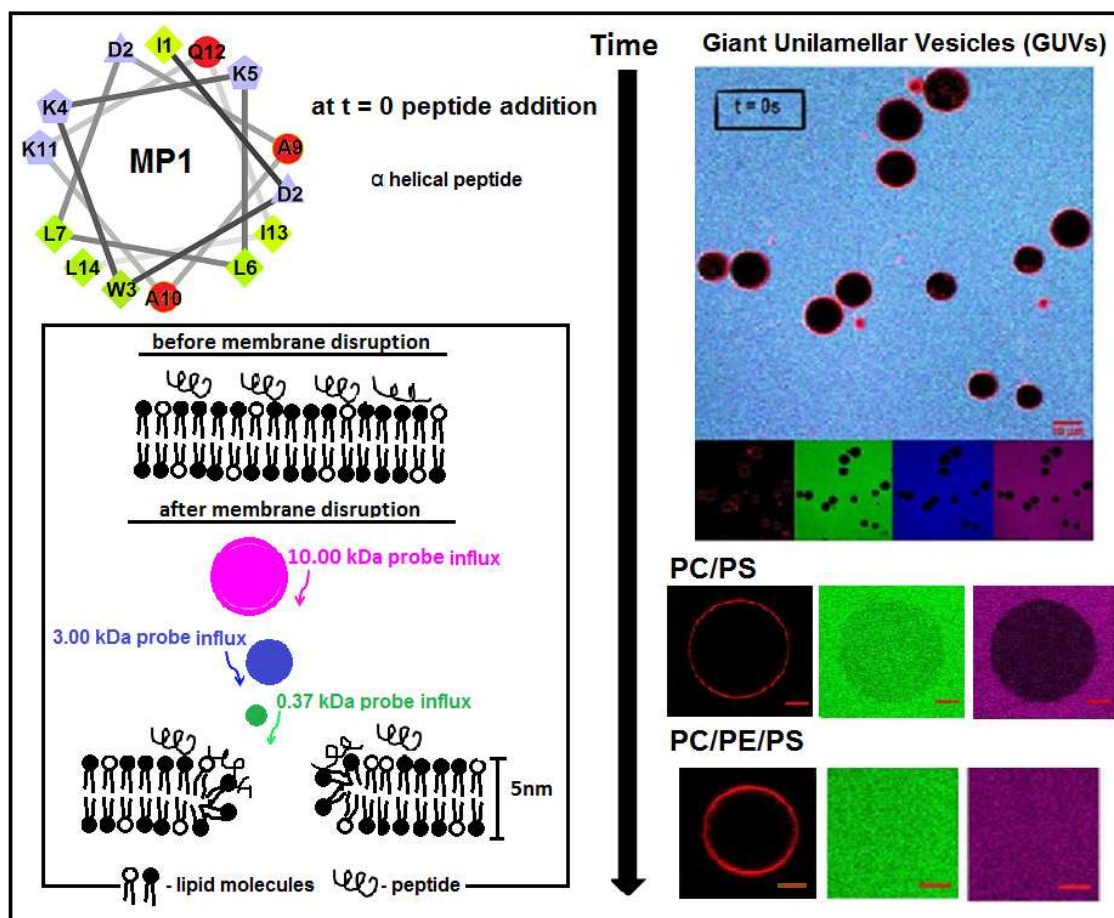 D2
I1
Q12
K5
K4
K11
MP1
A9
D2
L7
I13
L14
L6
W3
A10
at t = 0 peptide addition
α helical peptide
Time
Giant Unilamellar Vesicles (GUVs)
t = 0s
10 µm
before membrane disruption
after membrane disruption
10.00 kDa probe influx
3.00 kDa probe influx
0.37 kDa probe influx
5nm
- lipid molecules
- peptide
PC/PS
PC/PE/PS